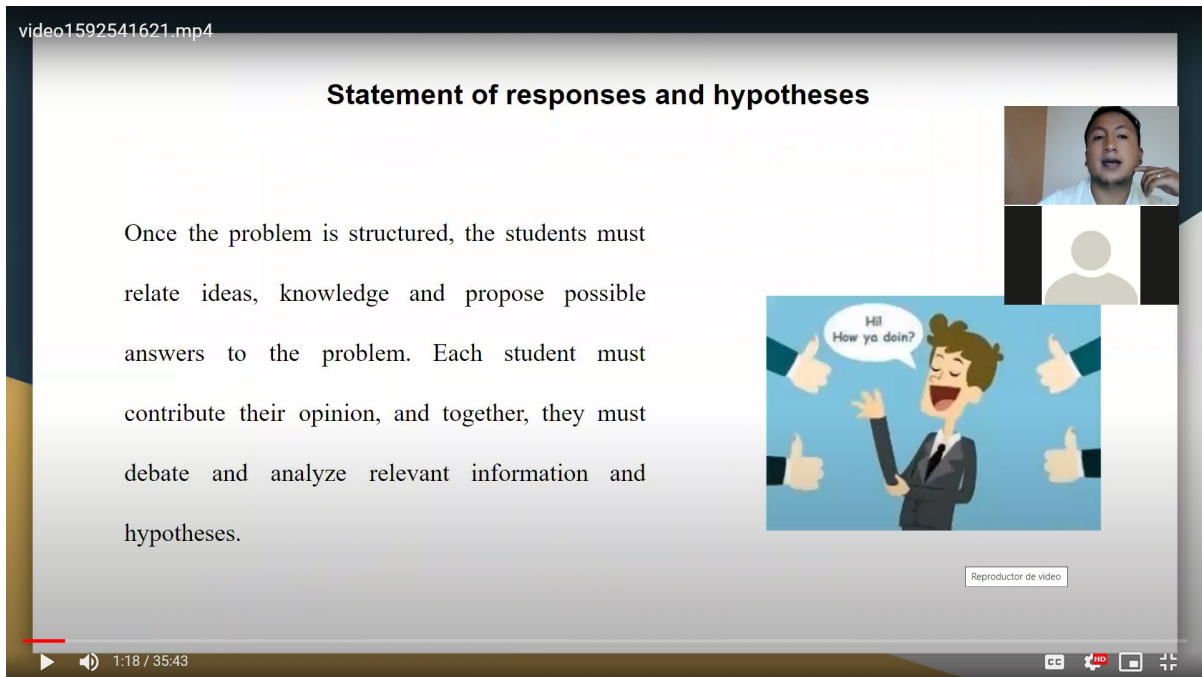 video1592541621.mp4
Statement of responses and hypotheses
Once the problem is structured, the students must
relate ideas, knowledge and propose possible
answers to the problem. Each student must
contribute their opinion, and together, they must
debate and analyze relevant information and
hypotheses.
Hi!
How ya doin?
Reproductor de video
1:18 / 35:43
CC
HD